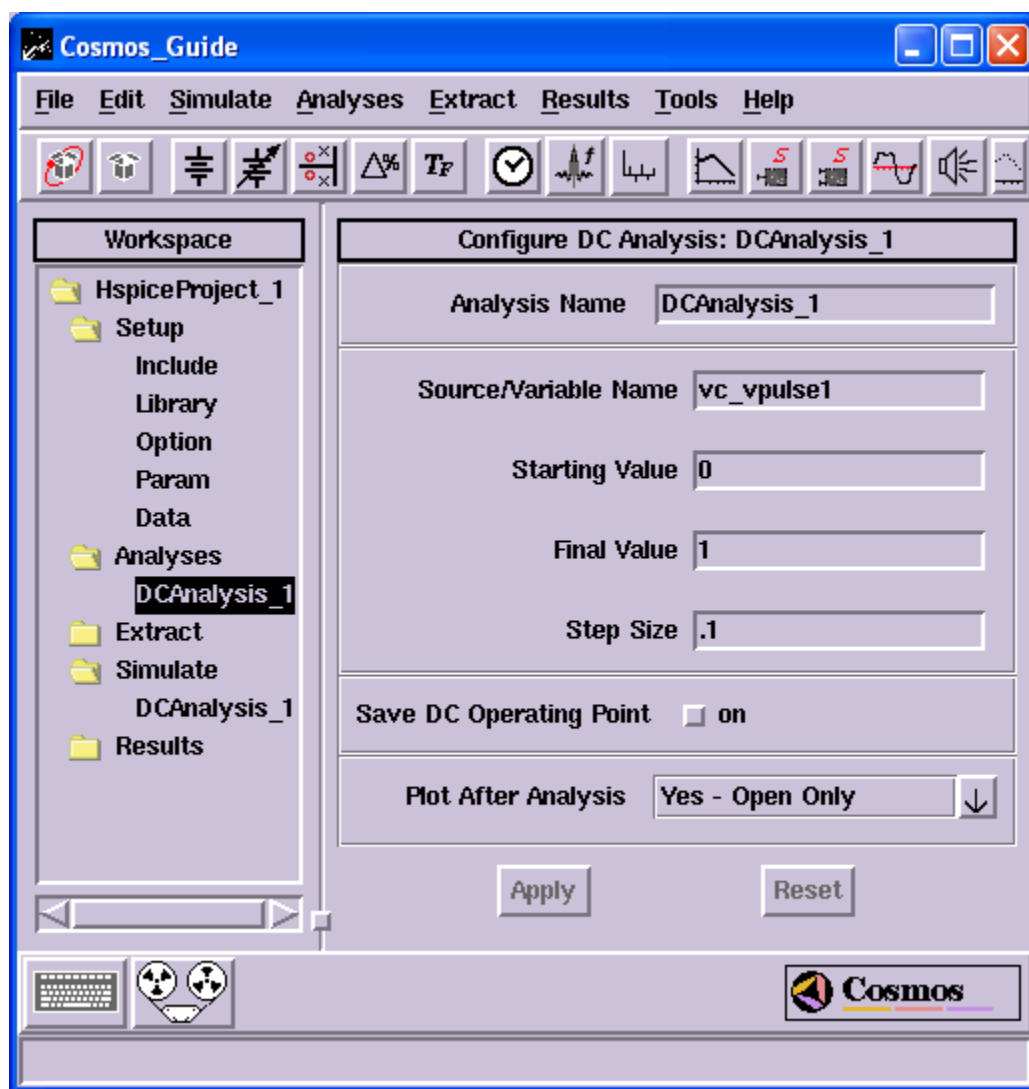 Cosmos_Guide
File Edit Simulate Analyses Extract Results Tools Help
Δ% TF f S S
Workspace
HspiceProject_1
Setup
Include
Library
Option
Param
Data
Analyses
DCAnalysis_1
Extract
Simulate
DCAnalysis_1
Results
Configure DC Analysis: DCAnalysis_1
Analysis Name DCAnalysis_1
Source/Variable Name vc_vpulse1
Starting Value 0
Final Value 1
Step Size .1
Save DC Operating Point on
Plot After Analysis Yes - Open Only
Apply Reset
Cosmos